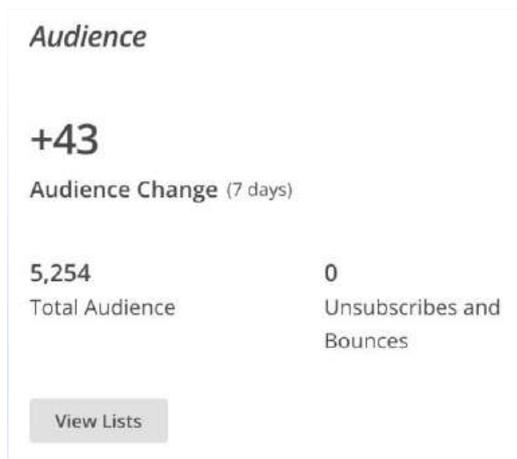 Audience
+43
Audience Change (7 days)
5,254
Total Audience
0
Unsubscribes and
Bounces
View Lists